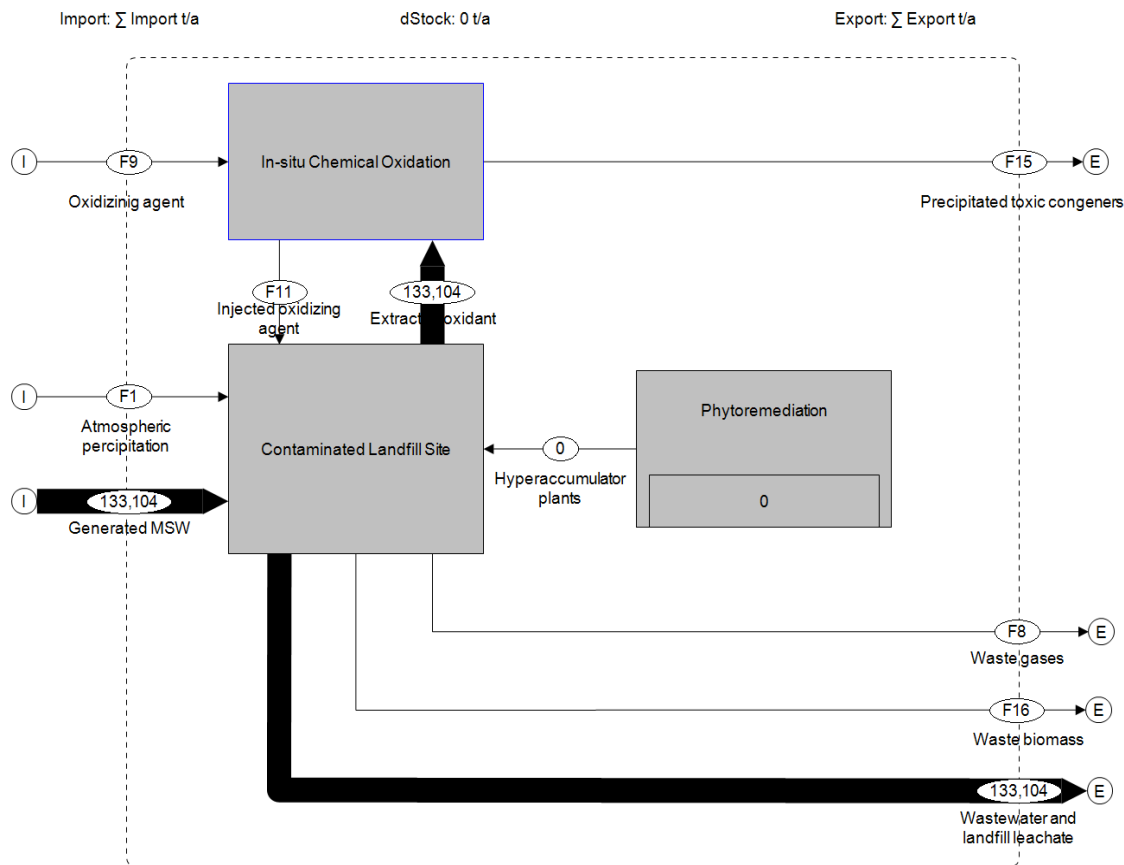 Import: ∑ Import t/a
dStock: 0 t/a
Export: ∑ Export t/a
I
F9
Oxidizinig agent
In-situ Chemical Oxidation
F15
E
Precipitated toxic congeners
F11
Injected oxidizing
agent
133,104
Extract oxidant
I
F1
Atmospheric
percipitation
Contaminated Landfill Site
Phytoremediation
0
Hyperaccumulator
plants
0
I
133,104
Generated MSW
F8
E
Waste gases
F16
E
Waste biomass
133,104
E
Wastewater and
landfill leachate